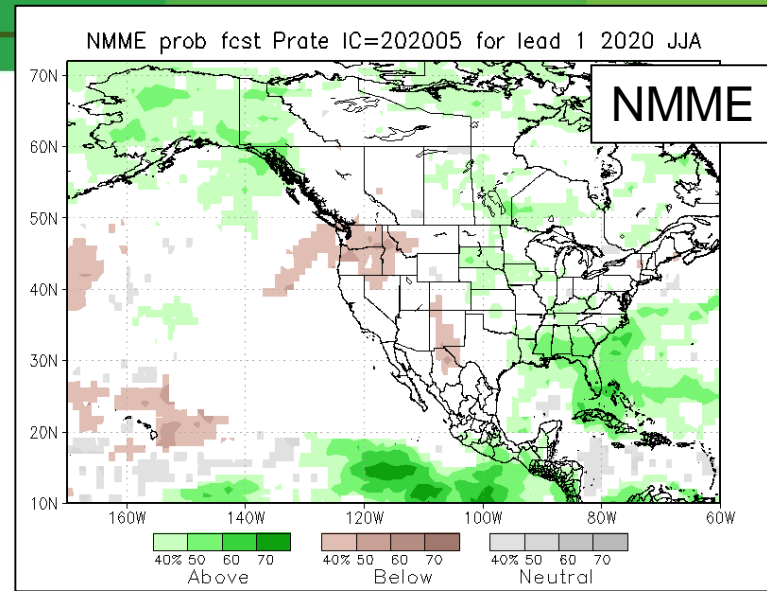 NMME prob fcst Prate IC=202005 for lead 1 2020 JJA
NMME
70N
60N
50N
40N
30N
20N
10N
160W 140W 120W 100W 80W 60W
40% 50 60 70 40% 50 60 70 40% 50 60 70
Above Below Neutral